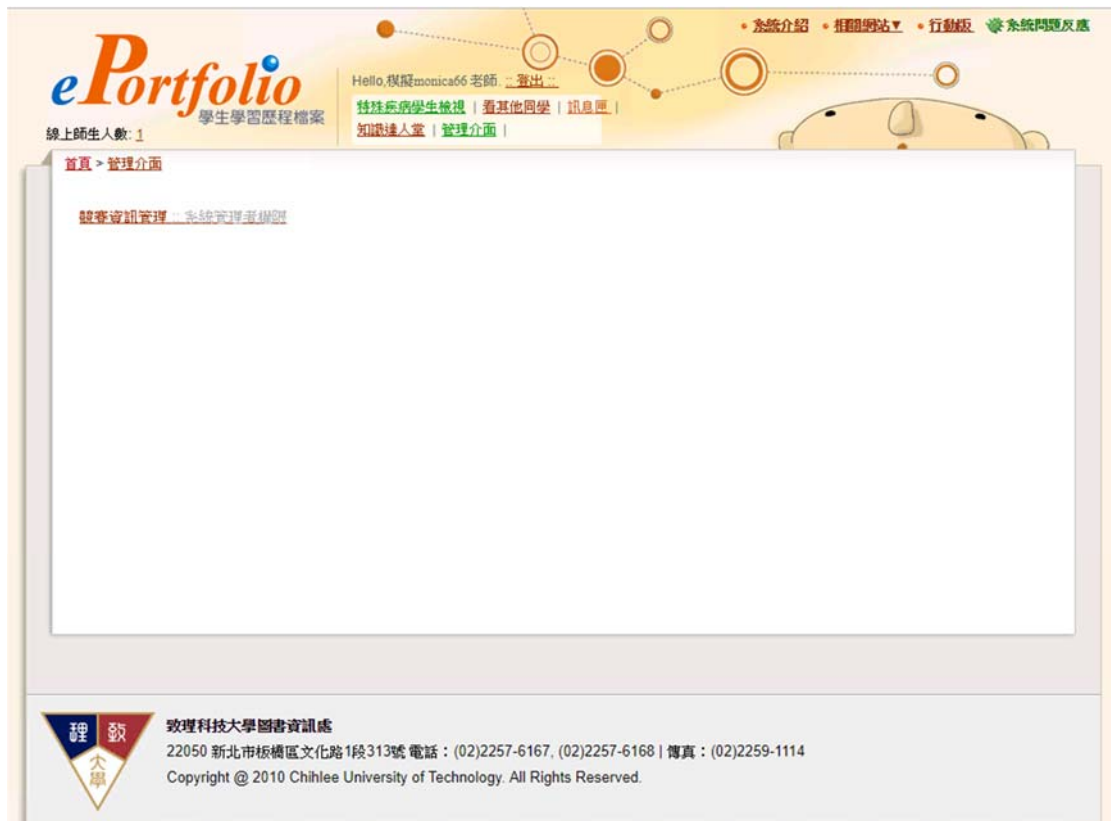 • 系統介紹 • 相關網站▼ • 行動版 系統問題反應
ePortfolio
學生學習歷程檔案
Hello,模擬monica66 老師. .:: 登出 ::.
特殊疾病學生檢視 | 看其他同學 | 訊息匣 |
知識達人堂 | 管理介面 |
線上師生人數: 1
首頁 > 管理介面
競賽資訊管理 :: 系統管理者權限
理 致
大學
致理科技大學圖書資訊處
22050 新北市板橋區文化路1段313號 電話：(02)2257-6167, (02)2257-6168 | 傳真：(02)2259-1114
Copyright @ 2010 Chihlee University of Technology. All Rights Reserved.